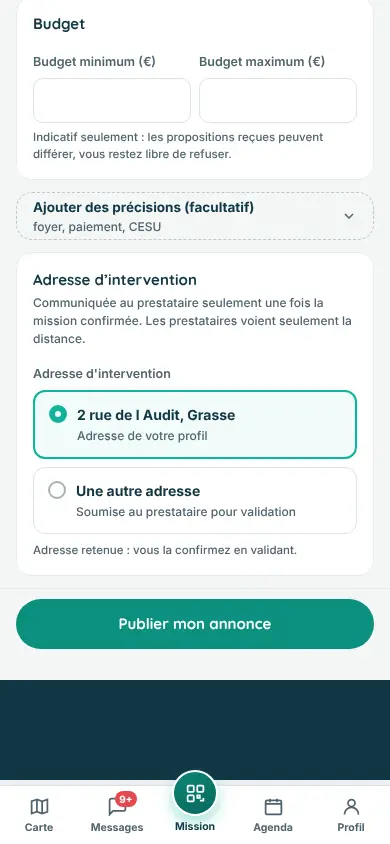 Budget
Budget minimum (€)
Budget maximum (€)
Indicatif seulement : les propositions reçues peuvent
différer, vous restez libre de refuser.
Ajouter des précisions (facultatif)
foyer, paiement, CESU
Adresse d’intervention
Communiquée au prestataire seulement une fois la
mission confirmée. Les prestataires voient seulement la
distance.
Adresse d'intervention
2 rue de l Audit, Grasse
Adresse de votre profil
Une autre adresse
Soumise au prestataire pour validation
Adresse retenue : vous la confirmez en validant.
Publier mon annonce
9+
Carte
Messages
Mission
Agenda
Profil